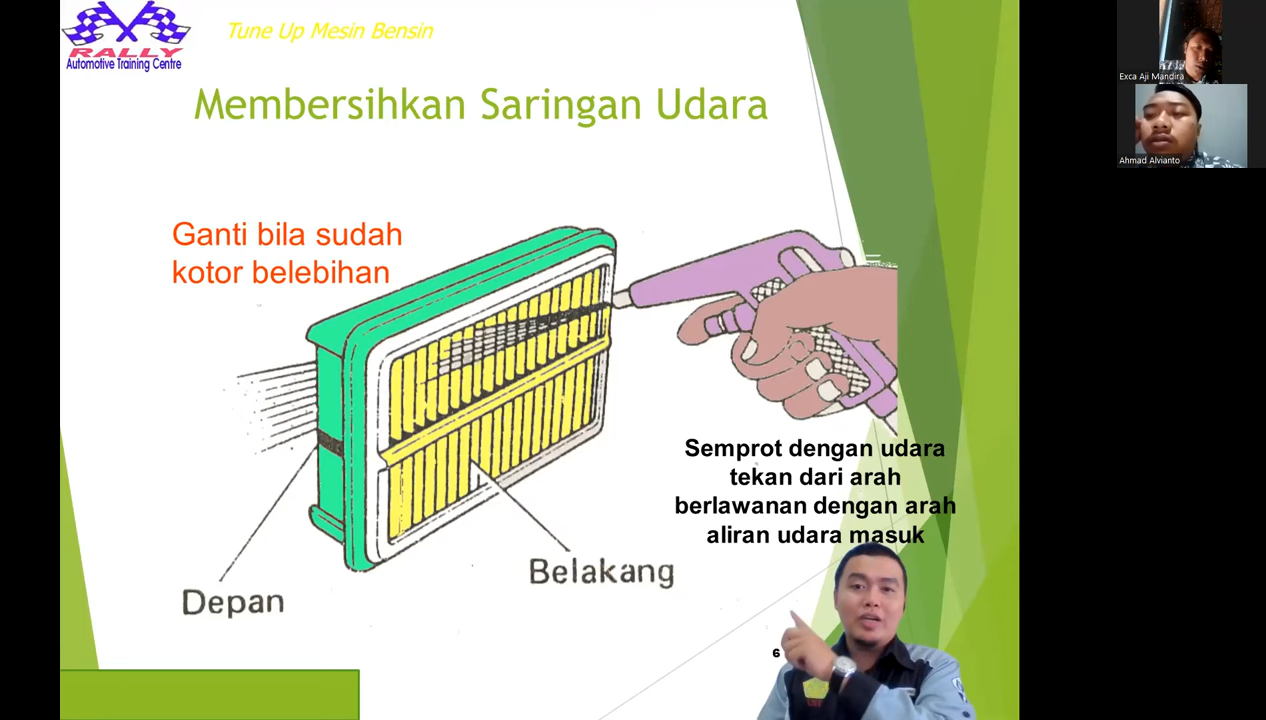 RALLY
Automotive Training Centre
Tune Up Mesin Bensin
Membersihkan Saringan Udara
Ganti bila sudah
kotor belebihan
Semprot dengan udara
tekan dari arah
berlawanan dengan arah
aliran udara masuk
Belakang
Depan
6
Exca Aji Mandira
Ahmad Alvianto